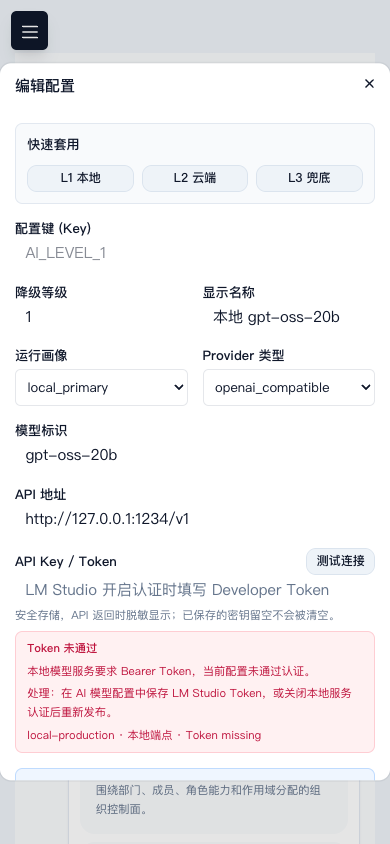 编辑配置
×
快速套用
L1 本地
L2 云端
L3 兜底
配置键 (Key)
AI_LEVEL_1
降级等级
显示名称
1
本地 gpt-oss-20b
运行画像
Provider 类型
local_primary
openai_compatible
模型标识
gpt-oss-20b
API 地址
http://127.0.0.1:1234/v1
API Key / Token
测试连接
LM Studio 开启认证时填写 Developer Token
安全存储，API 返回时脱敏显示；已保存的密钥留空不会被清空。
Token 未通过
本地模型服务要求 Bearer Token，当前配置未通过认证。
处理：在 AI 模型配置中保存 LM Studio Token，或关闭本地服务
认证后重新发布。
local-production · 本地端点 · Token missing
围绕部门、成员、角色能力和作用域分配的组
织控制面。